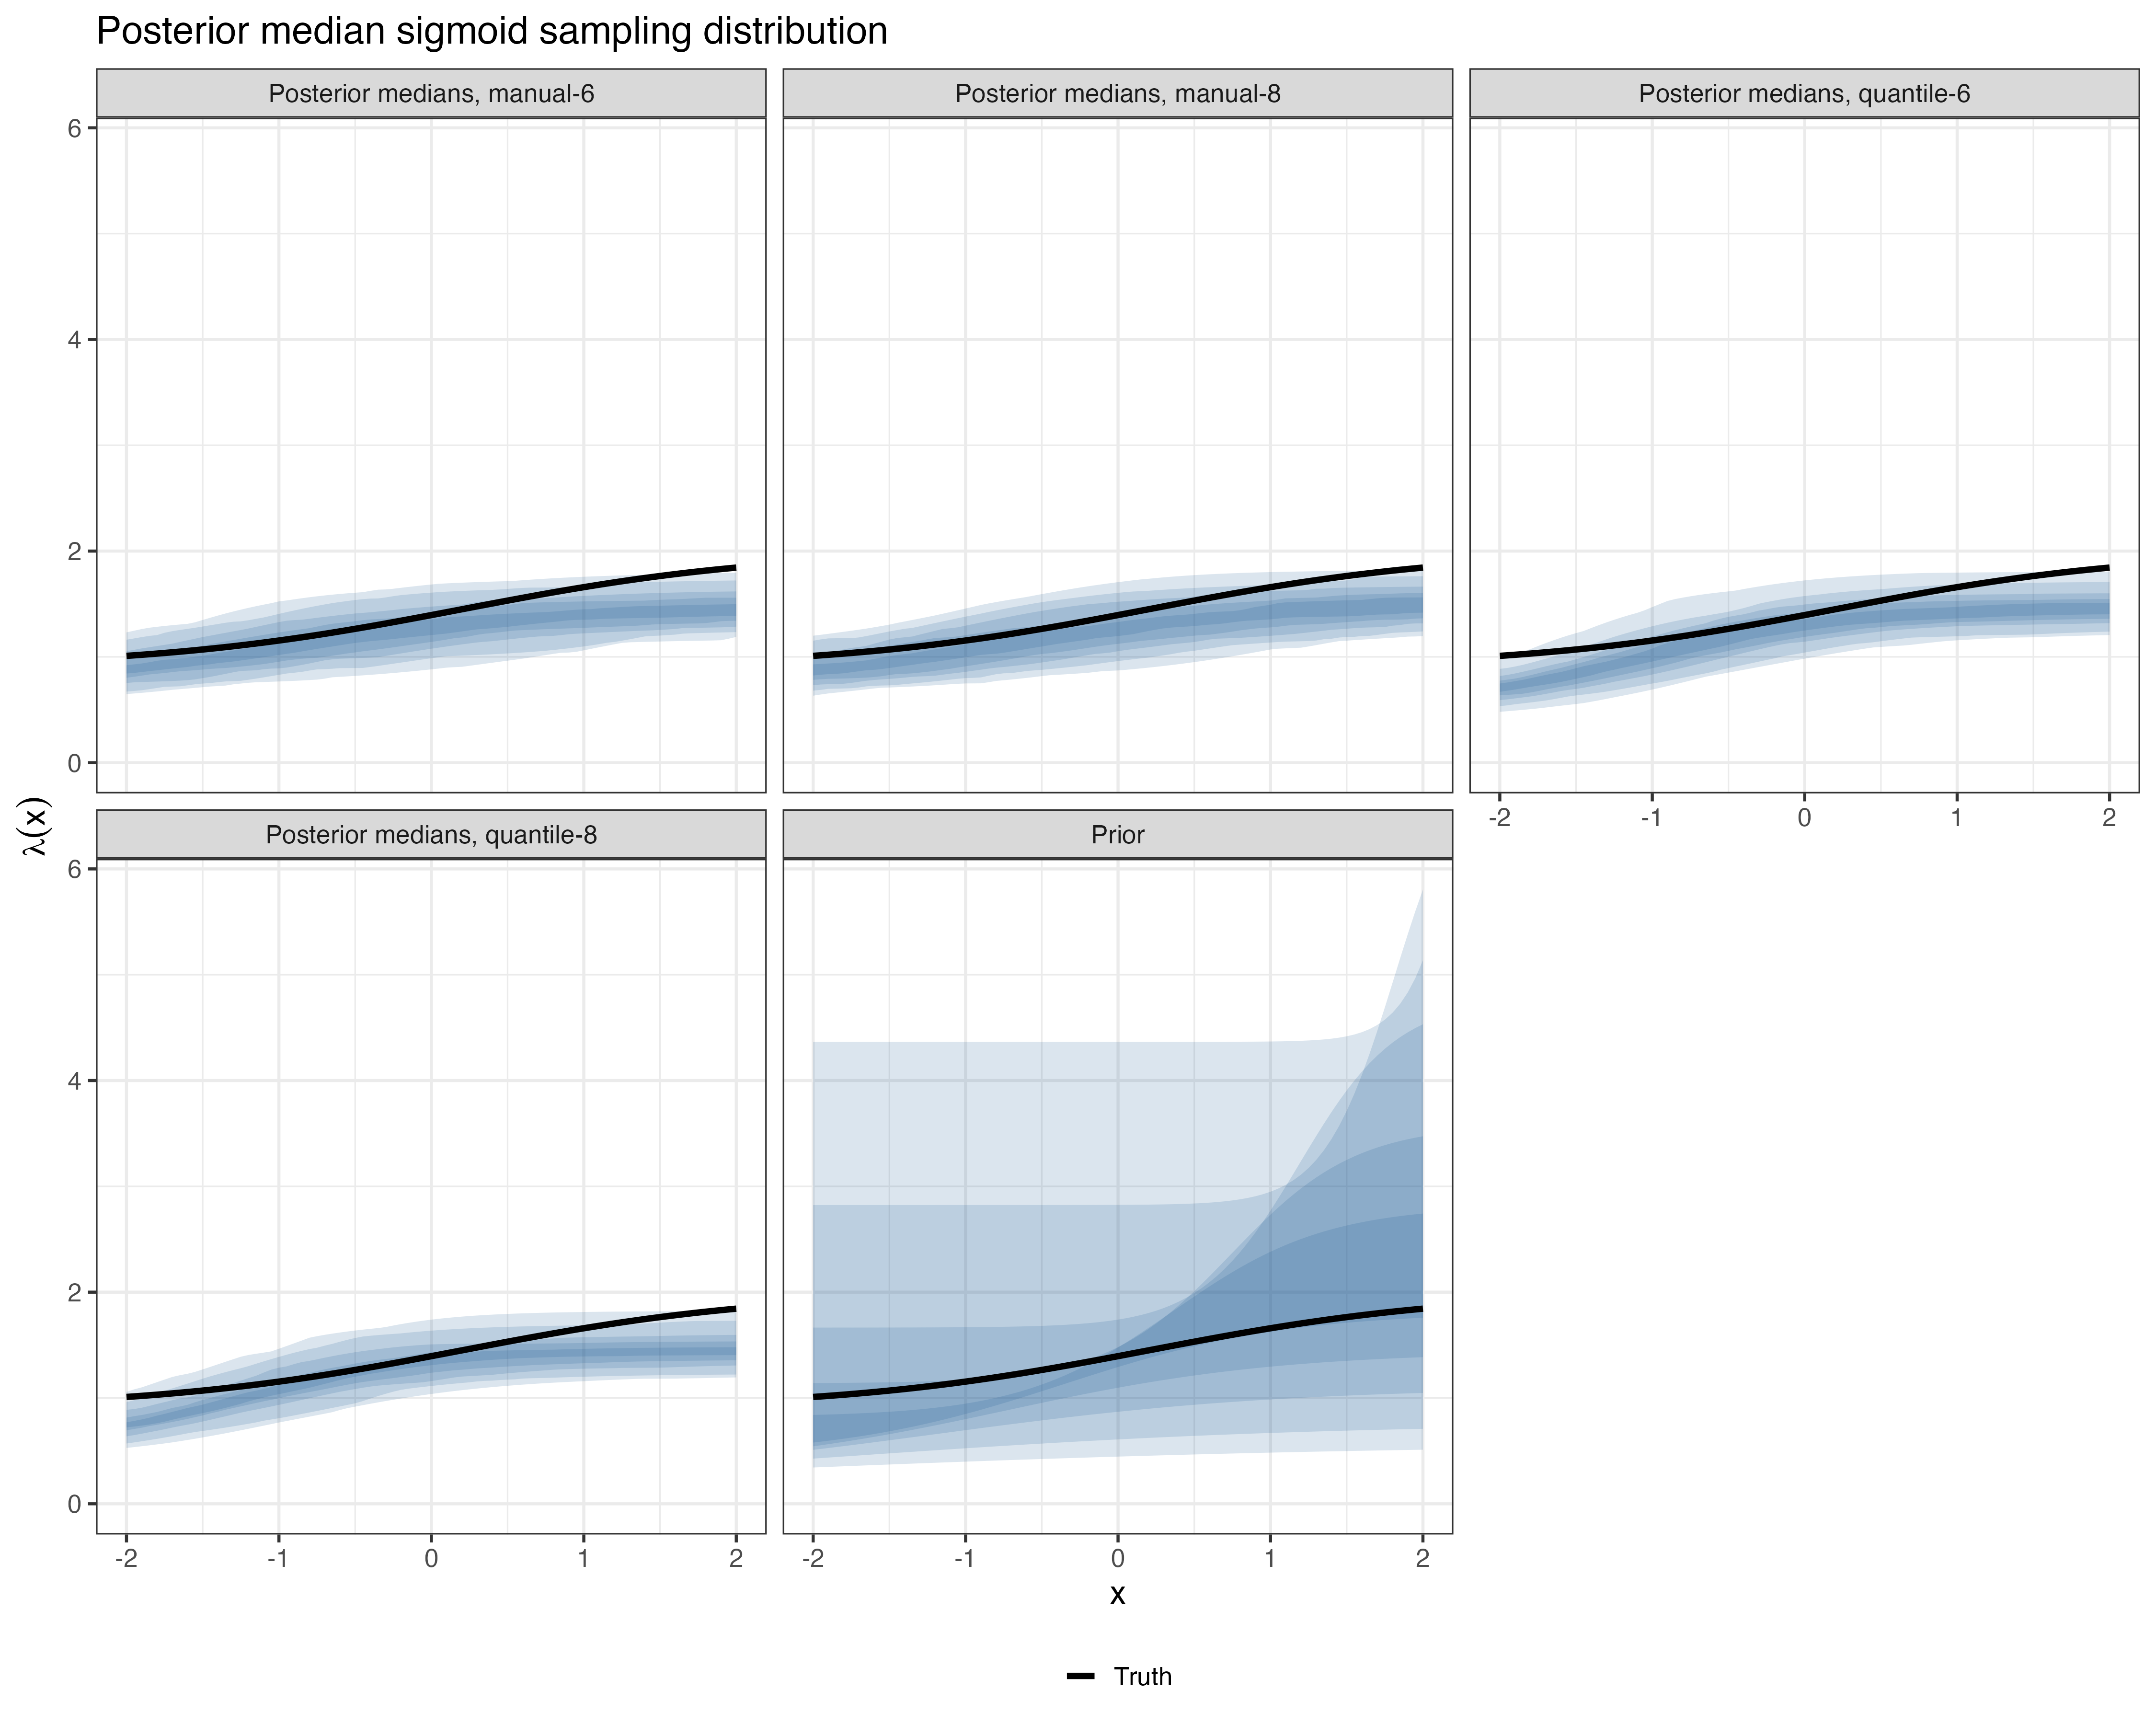 Posterior median sigmoid sampling distribution
Posterior medians, manual-6
Posterior medians, manual-8
Posterior medians, quantile-6
6
4
2
0
-2 -1 0 1 2
λ(x)
Posterior medians, quantile-8
Prior
6
4
2
0
-2 -1 0 1 2
-2 -1 0 1 2
x
Truth